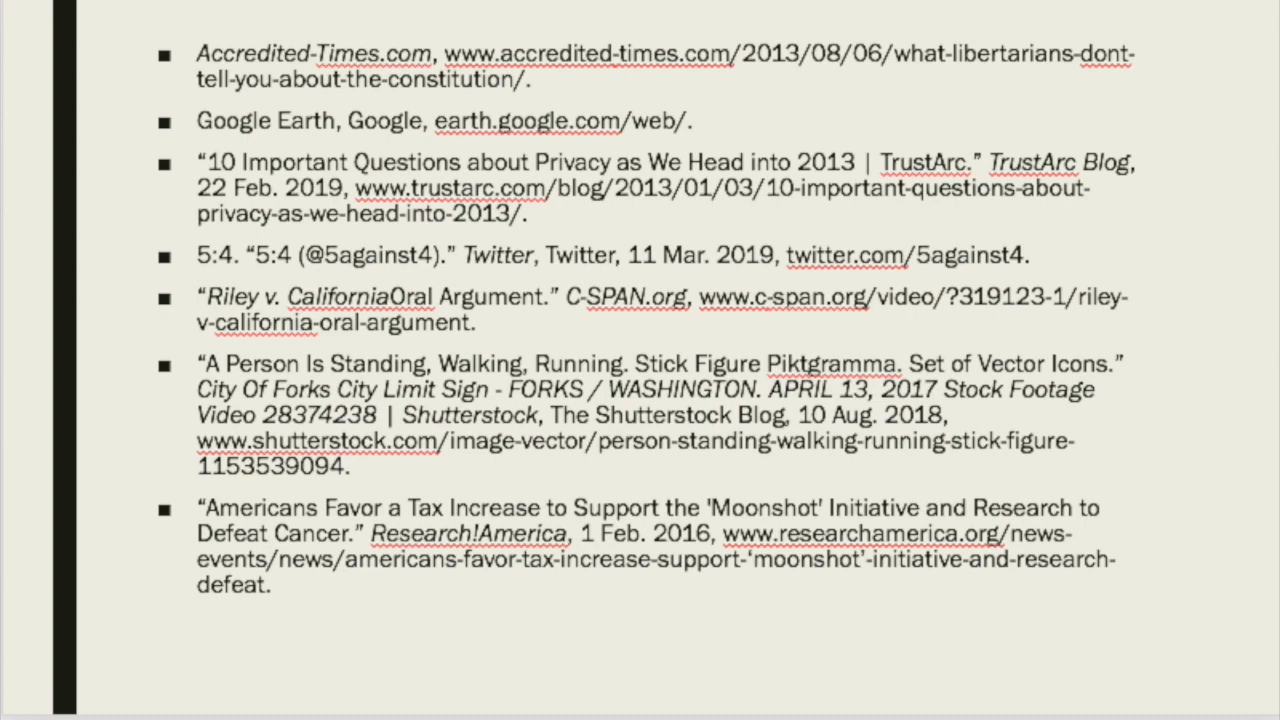 ▪ Accredited-Times.com, www.accredited-times.com/2013/08/06/what-libertarians-dont-
tell-you-about-the-constitution/.
▪ Google Earth, Google, earth.google.com/web/.
▪ “10 Important Questions about Privacy as We Head into 2013 | TrustArc.” TrustArc Blog,
22 Feb. 2019, www.trustarc.com/blog/2013/01/03/10-important-questions-about-
privacy-as-we-head-into-2013/.
▪ 5:4. “5:4 (@5against4).” Twitter, Twitter, 11 Mar. 2019, twitter.com/5against4.
▪ “Riley v. CaliforniaOral Argument.” C-SPAN.org, www.c-span.org/video/?319123-1/riley-
v-california-oral-argument.
▪ “A Person Is Standing, Walking, Running. Stick Figure Piktgramma. Set of Vector Icons.”
City Of Forks City Limit Sign - FORKS / WASHINGTON. APRIL 13, 2017 Stock Footage
Video 28374238 | Shutterstock, The Shutterstock Blog, 10 Aug. 2018,
www.shutterstock.com/image-vector/person-standing-walking-running-stick-figure-
1153539094.
▪ “Americans Favor a Tax Increase to Support the 'Moonshot' Initiative and Research to
Defeat Cancer.” Research!America, 1 Feb. 2016, www.researchamerica.org/news-
events/news/americans-favor-tax-increase-support-‘moonshot’-initiative-and-research-
defeat.